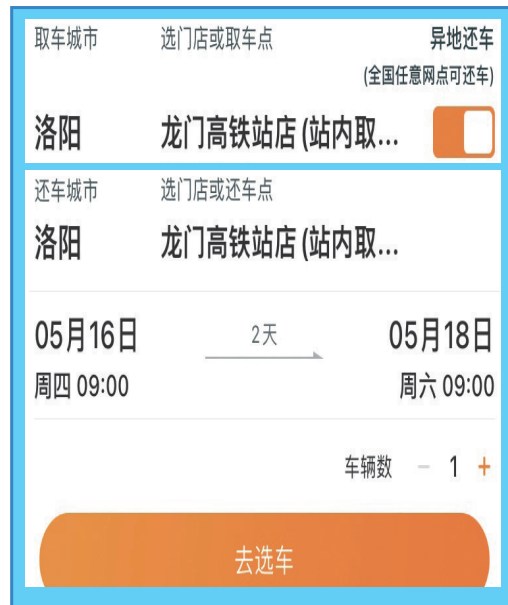 取车城市 选门店或取车点 异地还车
(全国任意网点可还车)
洛阳 龙门高铁站店 (站内取...
还车城市 选门店或还车点
洛阳 龙门高铁站店 (站内取...
05月16日 2天 05月18日
周四 09:00 周六 09:00
车辆数 − 1 +
去选车